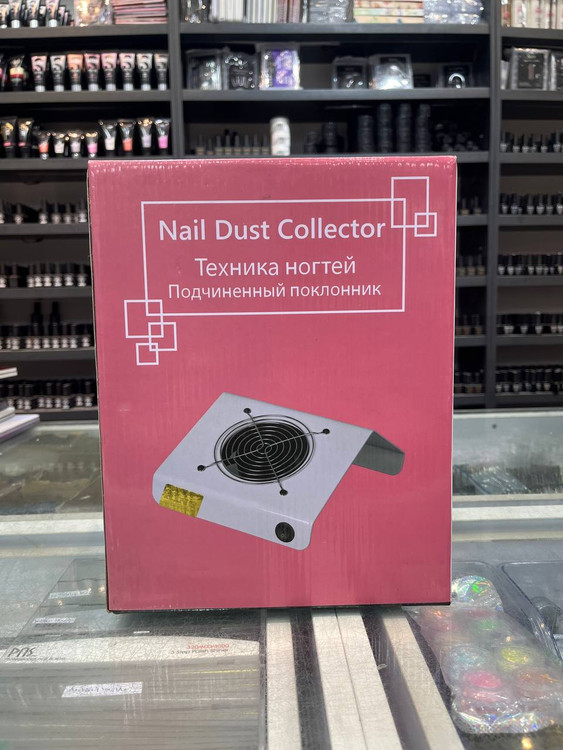 Nail Dust Collector
Техника ногтей
Подчиненный поклонник